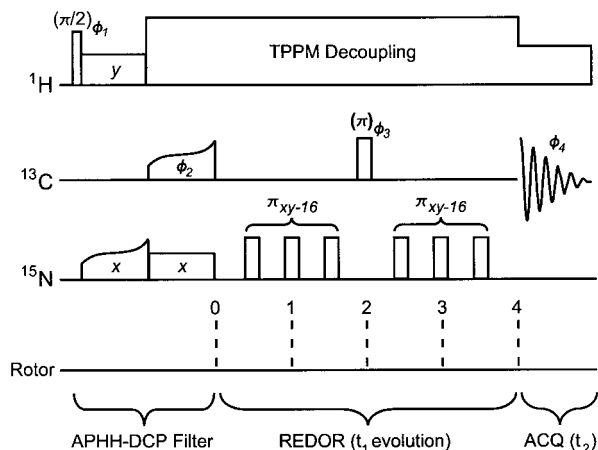 (π/2)ϕ1
y
TPPM Decoupling
1H
(π)ϕ3
ϕ4
ϕ2
13C
πxy-16 πxy-16
x x
15N
0 1 2 3 4
Rotor
APHH-DCP Filter REDOR (t1 evolution) ACQ (t2)